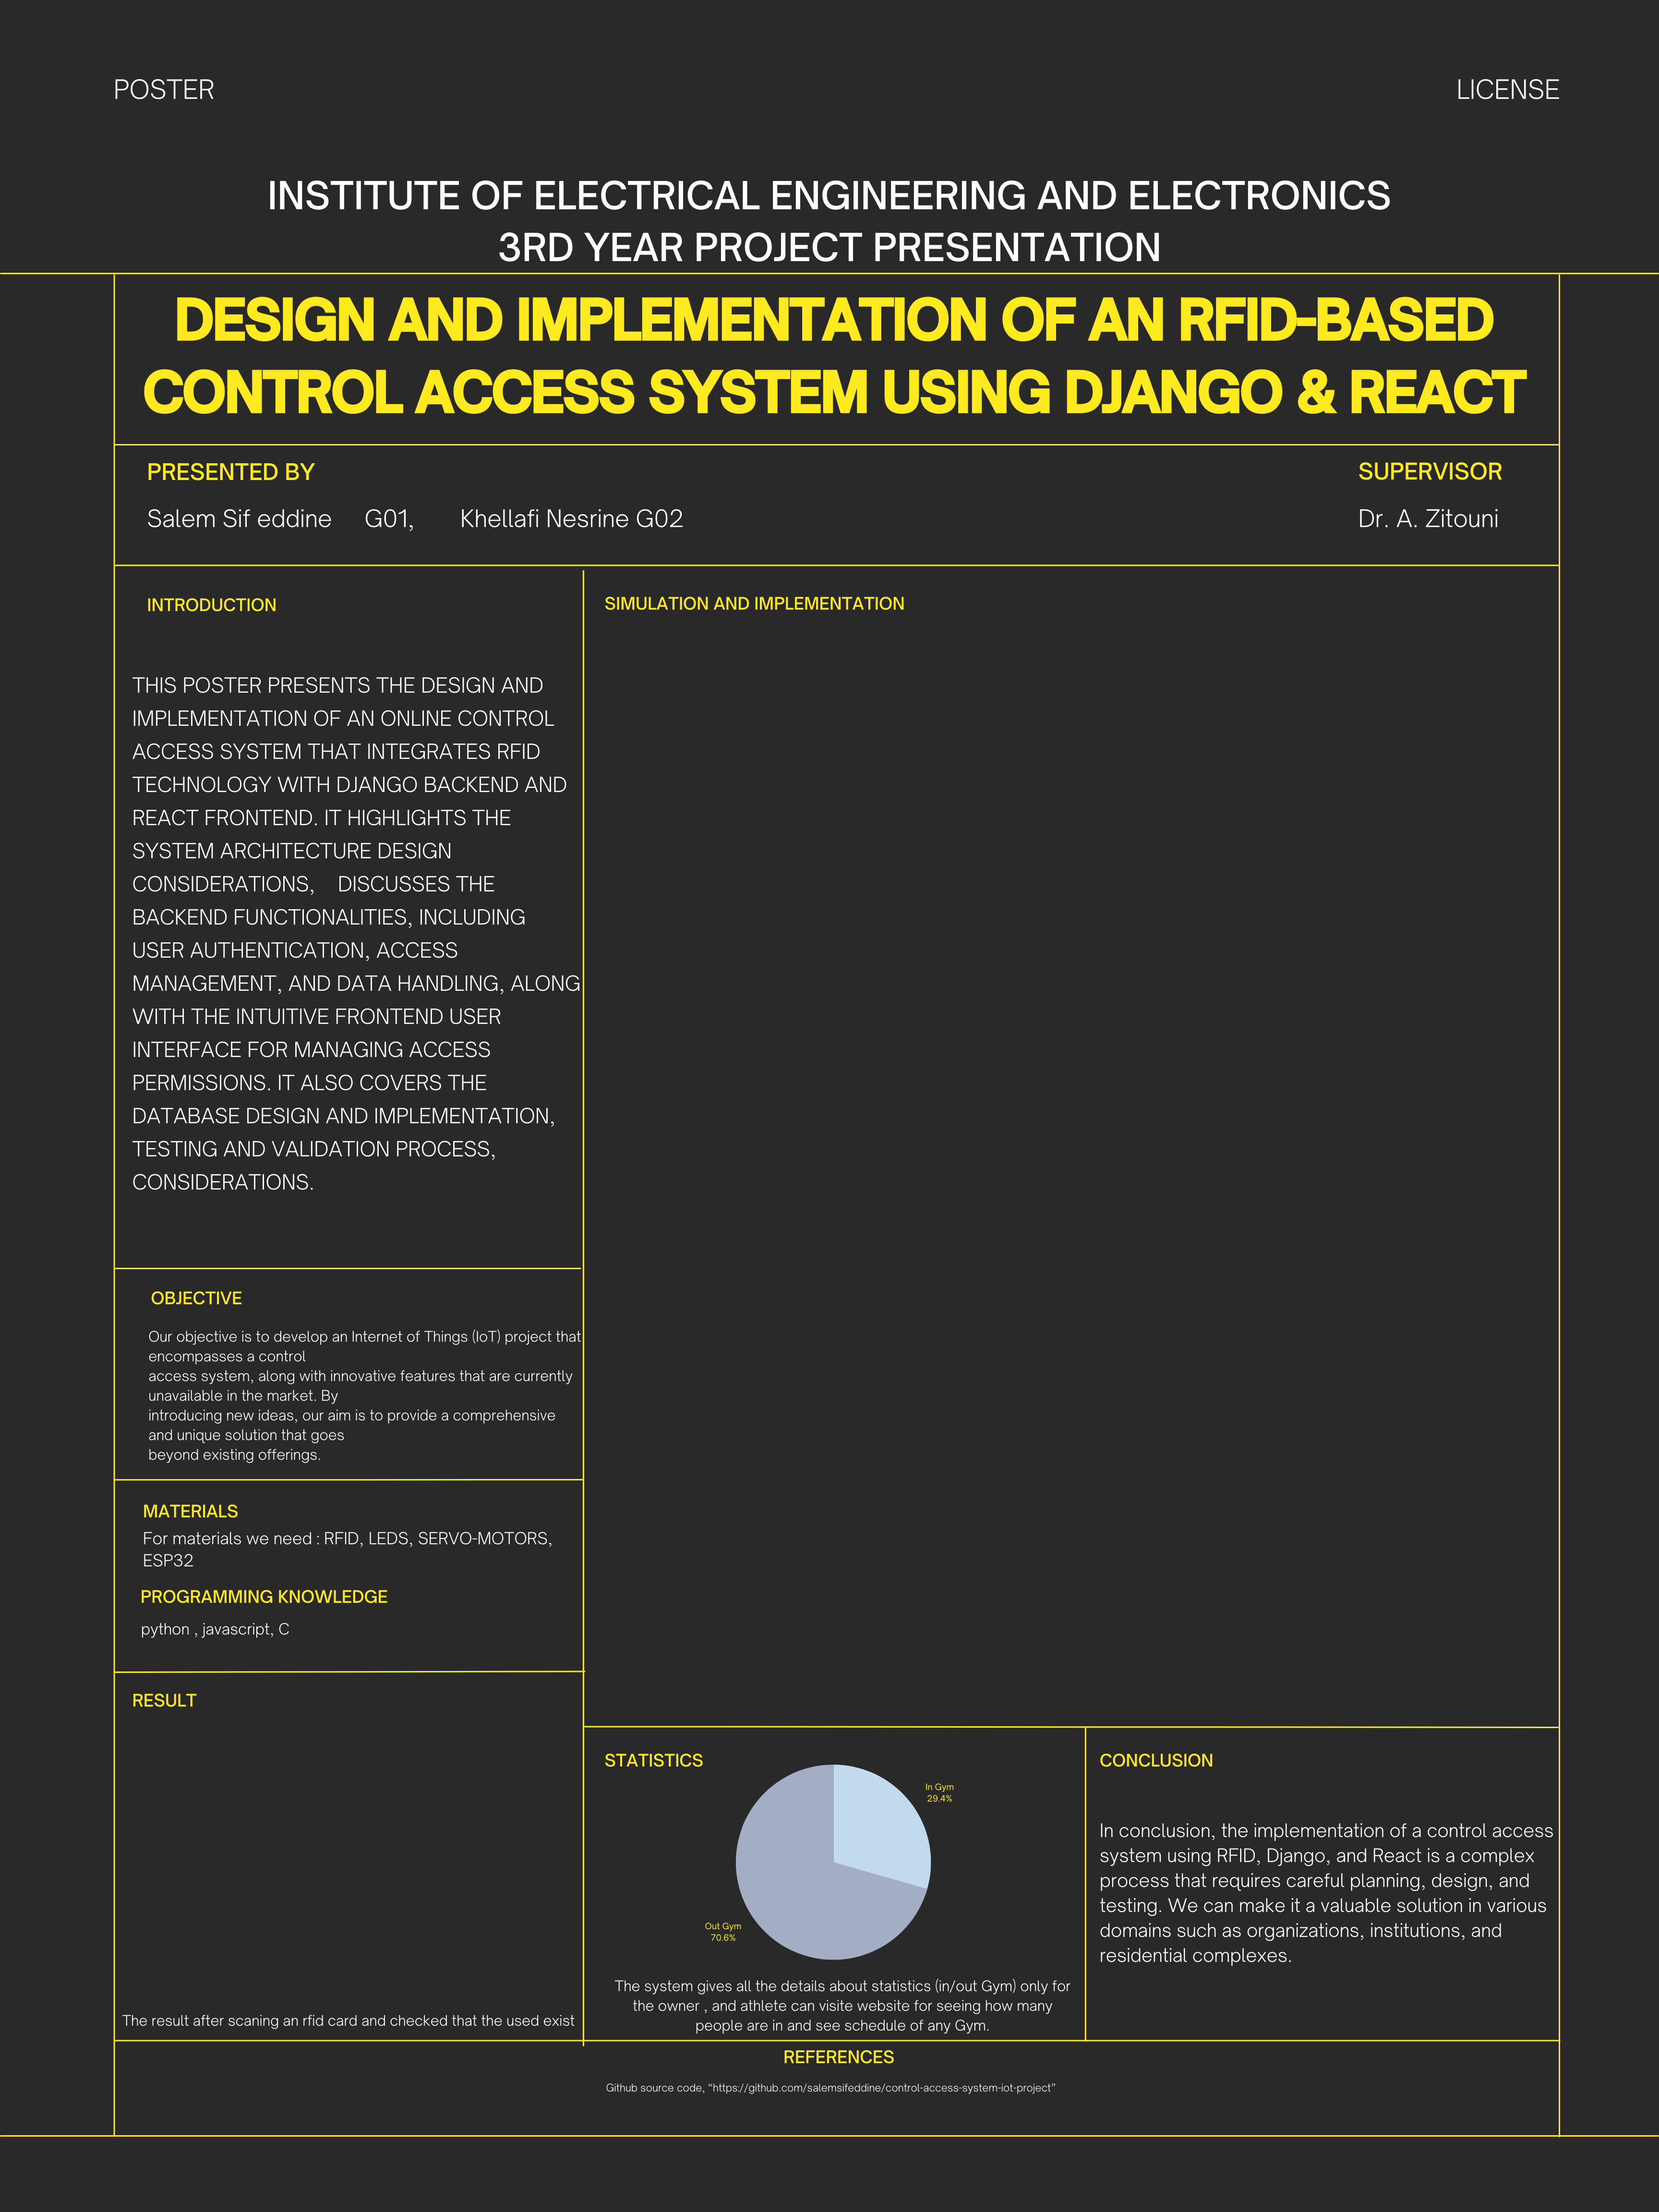 POSTER
LICENSE
INSTITUTE OF ELECTRICAL ENGINEERING AND ELECTRONICS
3RD YEAR PROJECT PRESENTATION
DESIGN AND IMPLEMENTATION OF AN RFID-BASED
CONTROL ACCESS SYSTEM USING DJANGO & REACT
PRESENTED BY
Salem Sif eddine G01, Khellafi Nesrine G02
SUPERVISOR
Dr. A. Zitouni
INTRODUCTION
THIS POSTER PRESENTS THE DESIGN AND
IMPLEMENTATION OF AN ONLINE CONTROL
ACCESS SYSTEM THAT INTEGRATES RFID
TECHNOLOGY WITH DJANGO BACKEND AND
REACT FRONTEND. IT HIGHLIGHTS THE
SYSTEM ARCHITECTURE DESIGN
CONSIDERATIONS, DISCUSSES THE
BACKEND FUNCTIONALITIES, INCLUDING
USER AUTHENTICATION, ACCESS
MANAGEMENT, AND DATA HANDLING, ALONG
WITH THE INTUITIVE FRONTEND USER
INTERFACE FOR MANAGING ACCESS
PERMISSIONS. IT ALSO COVERS THE
DATABASE DESIGN AND IMPLEMENTATION,
TESTING AND VALIDATION PROCESS,
CONSIDERATIONS.
OBJECTIVE
Our objective is to develop an Internet of Things (IoT) project that
encompasses a control
access system, along with innovative features that are currently
unavailable in the market. By
introducing new ideas, our aim is to provide a comprehensive
and unique solution that goes
beyond existing offerings.
MATERIALS
For materials we need : RFID, LEDS, SERVO-MOTORS,
ESP32
PROGRAMMING KNOWLEDGE
python , javascript, C
RESULT
The result after scaning an rfid card and checked that the used exist
SIMULATION AND IMPLEMENTATION
STATISTICS
In Gym
29.4%
Out Gym
70.6%
The system gives all the details about statistics (in/out Gym) only for
the owner , and athlete can visite website for seeing how many
people are in and see schedule of any Gym.
CONCLUSION
In conclusion, the implementation of a control access
system using RFID, Django, and React is a complex
process that requires careful planning, design, and
testing. We can make it a valuable solution in various
domains such as organizations, institutions, and
residential complexes.
REFERENCES
Github source code, “https://github.com/salemsifeddine/control-access-system-iot-project”